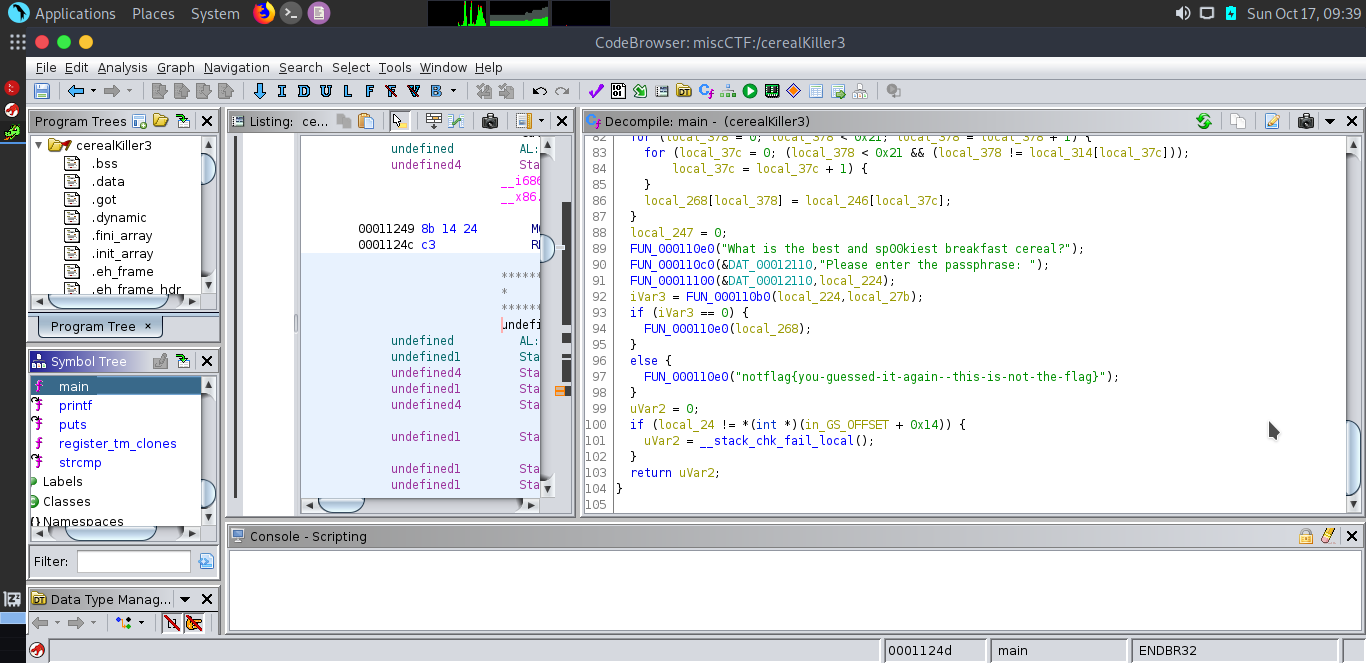 Applications Places System Sun Oct 17, 09:39
CodeBrowser: miscCTF:/cerealKiller3
File Edit Analysis Graph Navigation Search Select Tools Window Help
I D U L F B
Program Trees
cerealKiller3
.bss
.data
.got
.dynamic
.fini_array
.init_array
.eh_frame
.eh_frame_hdr
Program Tree ×
Symbol Tree
main
printf
puts
register_tm_clones
strcmp
Labels
Classes
Namespaces
Filter:
Data Type Manag...
Listing: ce...
undefined AL:
undefined4 Sta
__i686
__x86.
00011249 8b 14 24
0001124c c3
*******
*
*******
undefi
undefined AL:
undefined1 Sta
undefined4 Sta
undefined1 Sta
undefined4 Sta
undefined1 Sta
undefined1 Sta
undefined1 Sta
Decompile: main - (cerealKiller3)
82 for (local_378 = 0; local_378 < 0x21; local_378 = local_378 + 1) {
83 for (local_37c = 0; (local_378 < 0x21 && (local_378 != local_314[local_37c]));
84 local_37c = local_37c + 1) {
85 }
86 local_268[local_378] = local_246[local_37c];
87 }
88 local_247 = 0;
89 FUN_000110e0("What is the best and sp00kiest breakfast cereal?");
90 FUN_000110c0(&DAT_00012110,"Please enter the passphrase: ");
91 FUN_00011100(&DAT_00012110,local_224);
92 iVar3 = FUN_000110b0(local_224,local_27b);
93 if (iVar3 == 0) {
94 FUN_000110e0(local_268);
95 }
96 else {
97 FUN_000110e0("notflag{you-guessed-it-again--this-is-not-the-flag}");
98 }
99 uVar2 = 0;
100 if (local_24 != *(int *)(in_GS_OFFSET + 0x14)) {
101 uVar2 = __stack_chk_fail_local();
102 }
103 return uVar2;
104 }
105
Console - Scripting
0001124d main ENDBR32